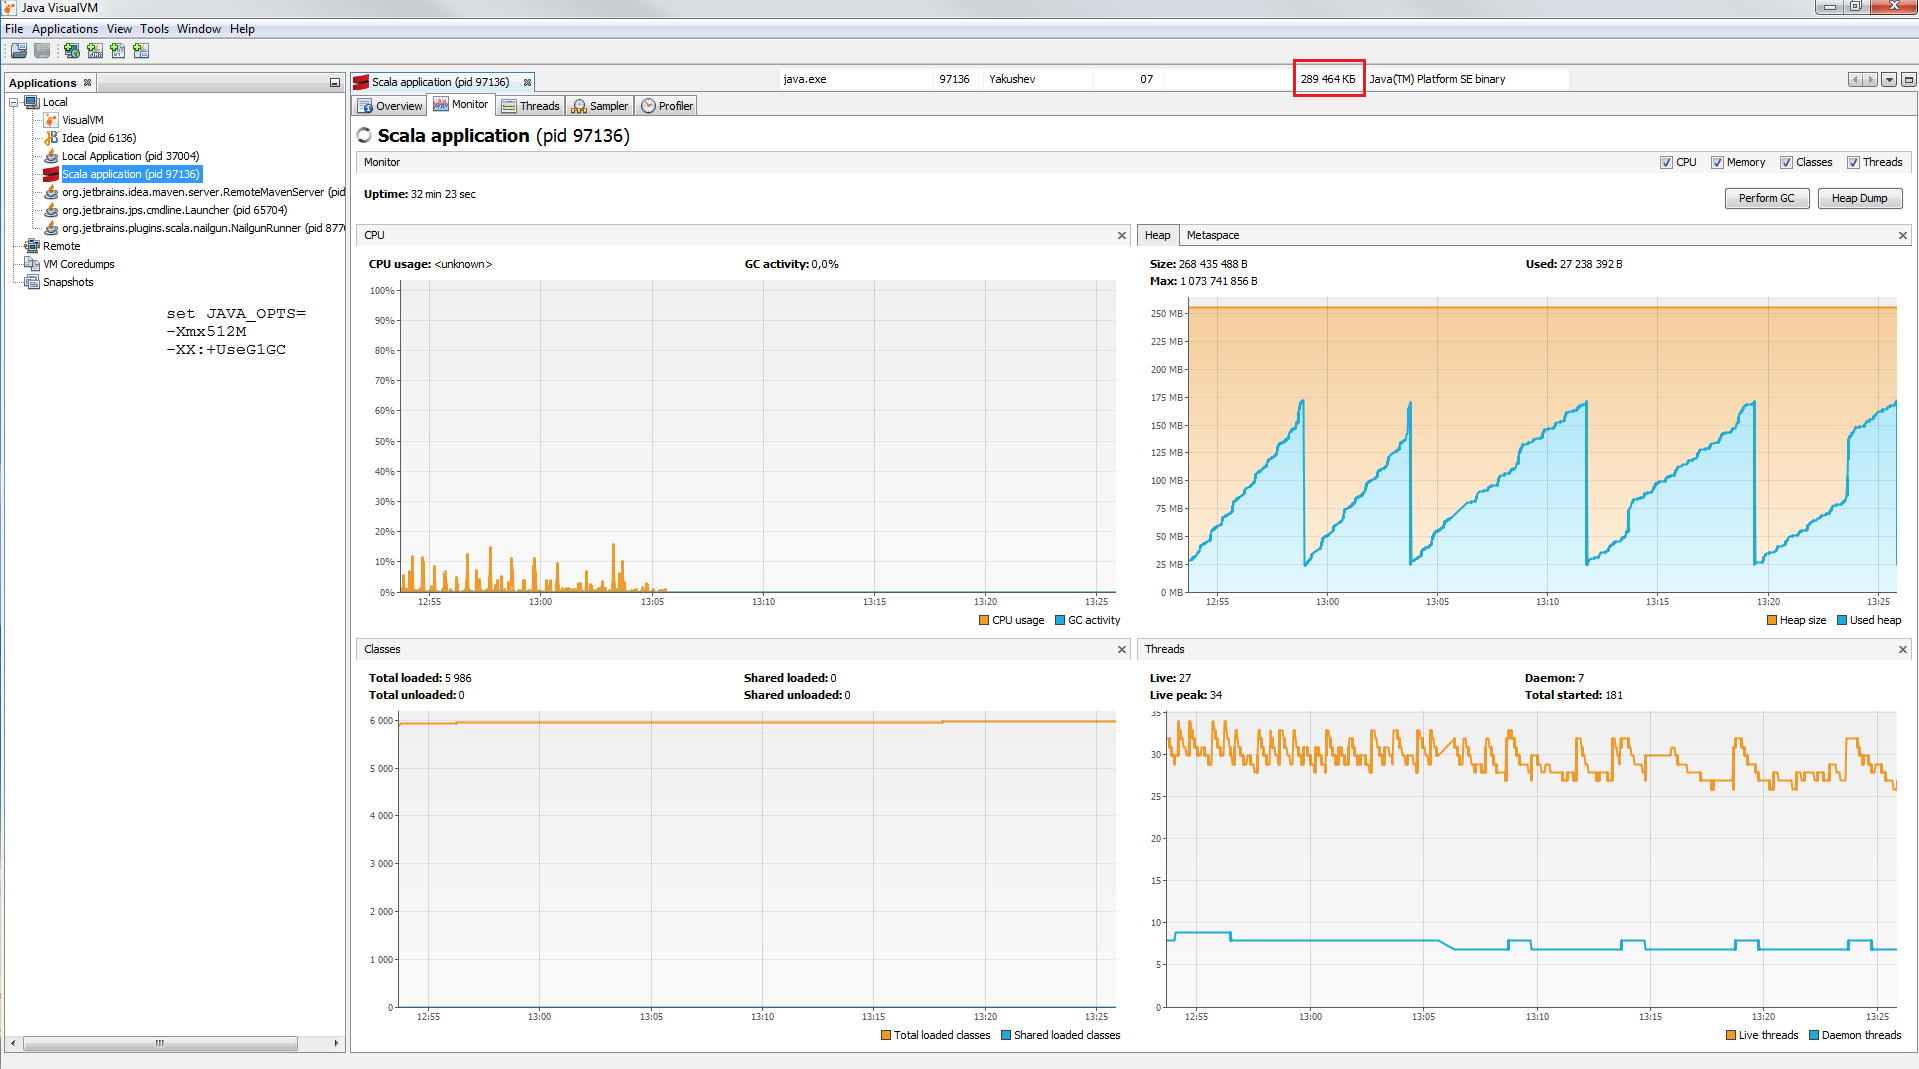 Java VisualVM
File Applications View Tools Window Help
Applications
Scala application (pid 97136)
java.exe 97136 Yakushev 07 289 464 КБ Java(TM) Platform SE binary
Local
VisualVM
Idea (pid 6136)
Local Application (pid 37004)
Scala application (pid 97136)
org.jetbrains.idea.maven.server.RemoteMavenServer (pid
org.jetbrains.jps.cmdline.Launcher (pid 65704)
org.jetbrains.plugins.scala.nailgun.NailgunRunner (pid 877
Remote
VM Coredumps
Snapshots
set JAVA_OPTS=
-Xmx512M
-XX:+UseG1GC
Overview Monitor Threads Sampler Profiler
Scala application (pid 97136)
Monitor
CPU Memory Classes Threads
Uptime: 32 min 23 sec
Perform GC Heap Dump
CPU
CPU usage: <unknown> GC activity: 0,0%
100%
90%
80%
70%
60%
50%
40%
30%
20%
10%
0%
12:55 13:00 13:05 13:10 13:15 13:20 13:25
CPU usage GC activity
Heap Metaspace
Size: 268 435 488 B Used: 27 238 392 B
Max: 1 073 741 856 B
250 MB
225 MB
200 MB
175 MB
150 MB
125 MB
100 MB
75 MB
50 MB
25 MB
0 MB
12:55 13:00 13:05 13:10 13:15 13:20 13:25
Heap size Used heap
Classes
Total loaded: 5 986 Shared loaded: 0
Total unloaded: 0 Shared unloaded: 0
6 000
5 000
4 000
3 000
2 000
1 000
0
12:55 13:00 13:05 13:10 13:15 13:20 13:25
Total loaded classes Shared loaded classes
Threads
Live: 27 Daemon: 7
Live peak: 34 Total started: 181
35
30
25
20
15
10
5
0
12:55 13:00 13:05 13:10 13:15 13:20 13:25
Live threads Daemon threads